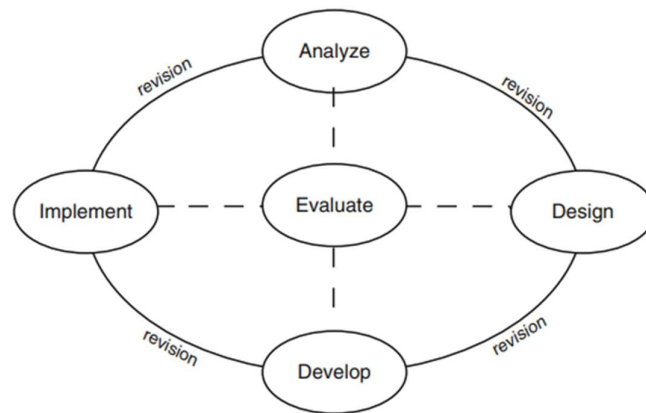 Analyze
revision
revision
Implement
Evaluate
Design
revision
revision
Develop